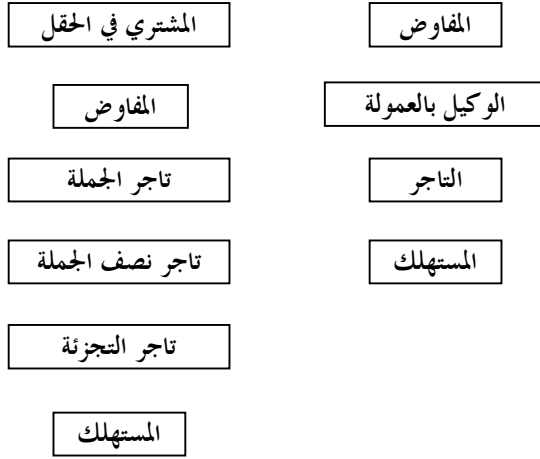 المفاوض
الوكيل بالعمولة
التاجر
المستهلك
المشتري في الحقل
المفاوض
تاجر الجملة
تاجر نصف الجملة
تاجر التجزئة
المستهلك